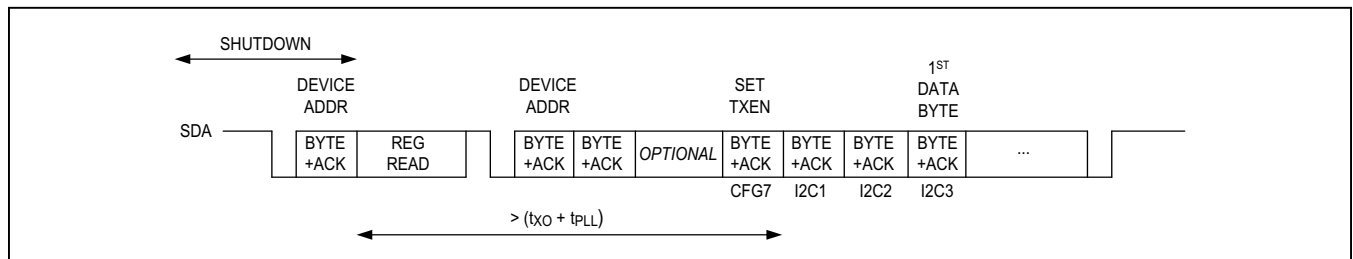 SHUTDOWN
DEVICE
ADDR
DEVICE
ADDR
SET
TXEN
1ST
DATA
BYTE
SDA
BYTE
+ACK
REG
READ
BYTE
+ACK
BYTE
+ACK
OPTIONAL
BYTE
+ACK
BYTE
+ACK
BYTE
+ACK
BYTE
+ACK
...
CFG7
I2C1
I2C2
I2C3
> (tXO + tPLL)